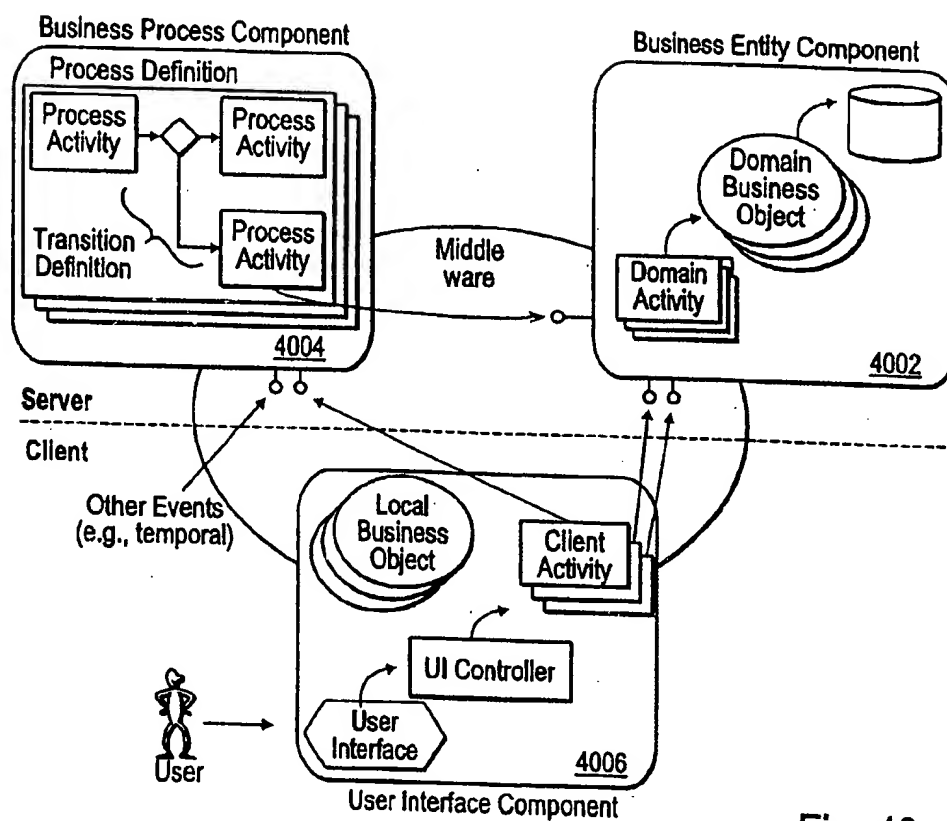 Business Process Component
Process Definition
Process
Activity
Process
Activity
Process
Activity
Transition
Definition
4004
Middle
ware
Business Entity Component
Domain
Business
Object
Domain
Activity
4002
Server
Client
Other Events
(e.g., temporal)
Local
Business
Object
Client
Activity
UI Controller
User
Interface
4006
User
User Interface Component